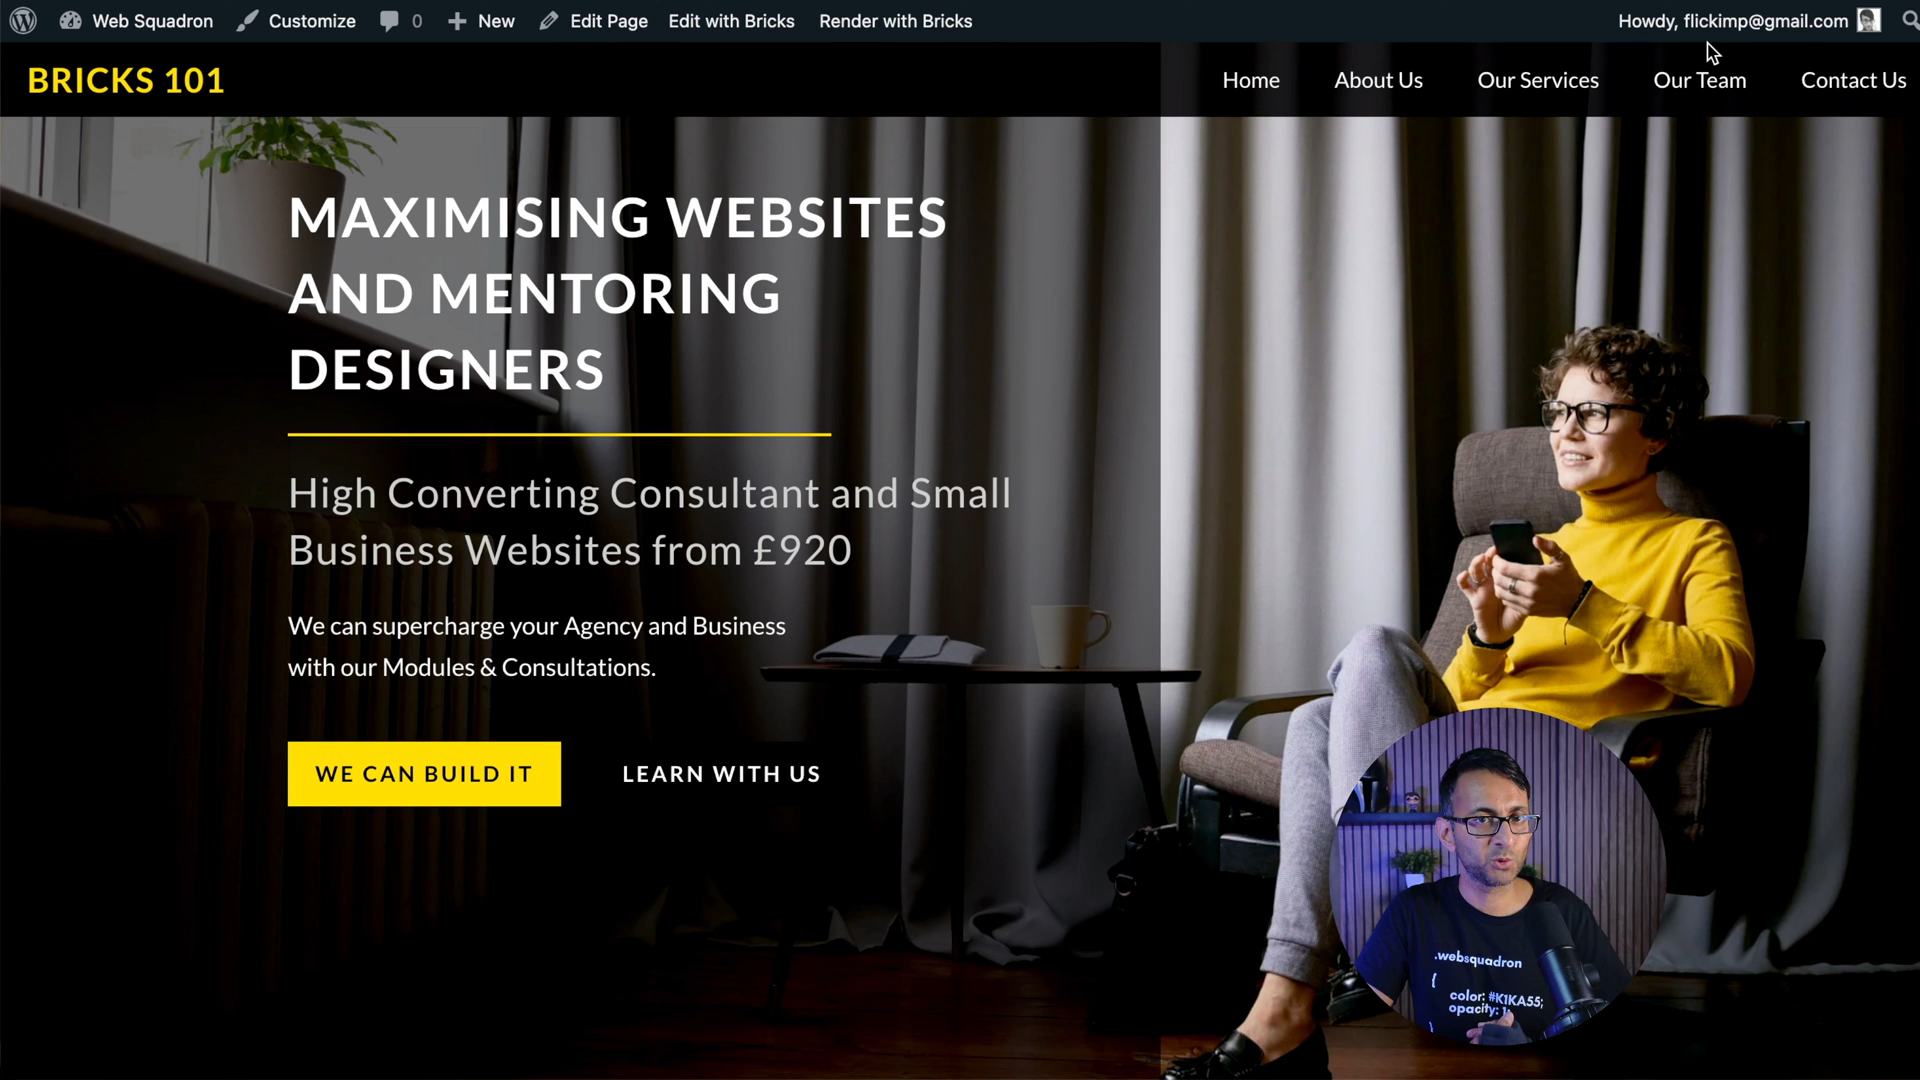 Web Squadron Customize 0 New Edit Page Edit with Bricks Render with Bricks Howdy, flickimp@gmail.com
BRICKS 101 Home About Us Our Services Our Team Contact Us
MAXIMISING WEBSITES
AND MENTORING
DESIGNERS
High Converting Consultant and Small
Business Websites from £920
We can supercharge your Agency and Business
with our Modules & Consultations.
WE CAN BUILD IT LEARN WITH US
.websquadron
{
color: #K1KA55;
opacity: 1;
}